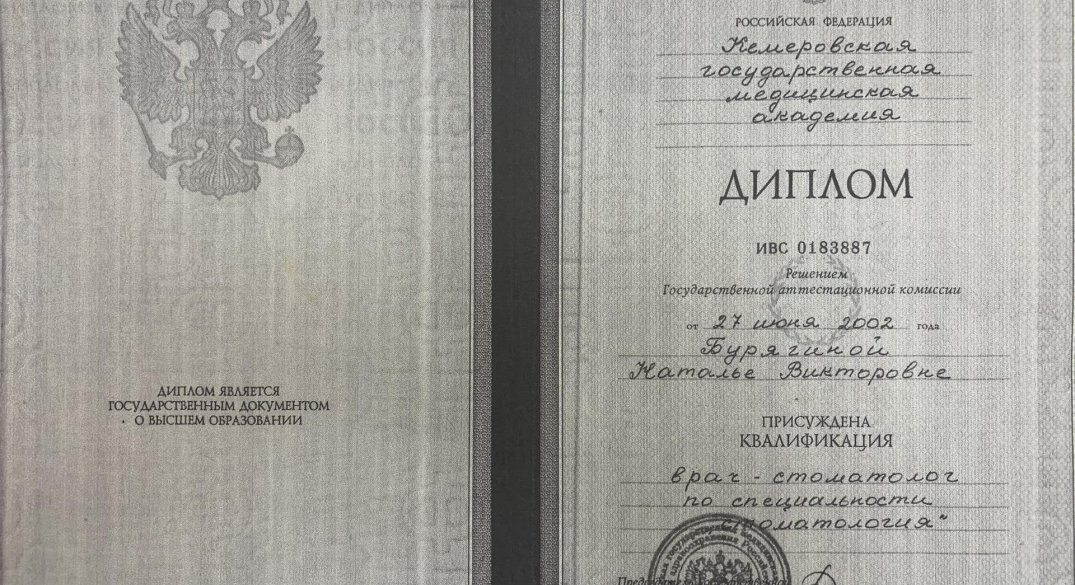 ДИПЛОМ ЯВЛЯЕТСЯ
ГОСУДАРСТВЕННЫМ ДОКУМЕНТОМ
О ВЫСШЕМ ОБРАЗОВАНИИ
РОССИЙСКАЯ ФЕДЕРАЦИЯ
Кемеровская
государственная
медицинская
академия
ДИПЛОМ
ИВС 0183887
Решением
Государственной аттестационной комиссии
от 27 июня 2002 года
Бурягиной
Наталье Викторовне
ПРИСУЖДЕНА
КВАЛИФИКАЦИЯ
врач - стоматолог
по специальности
"Стоматология"